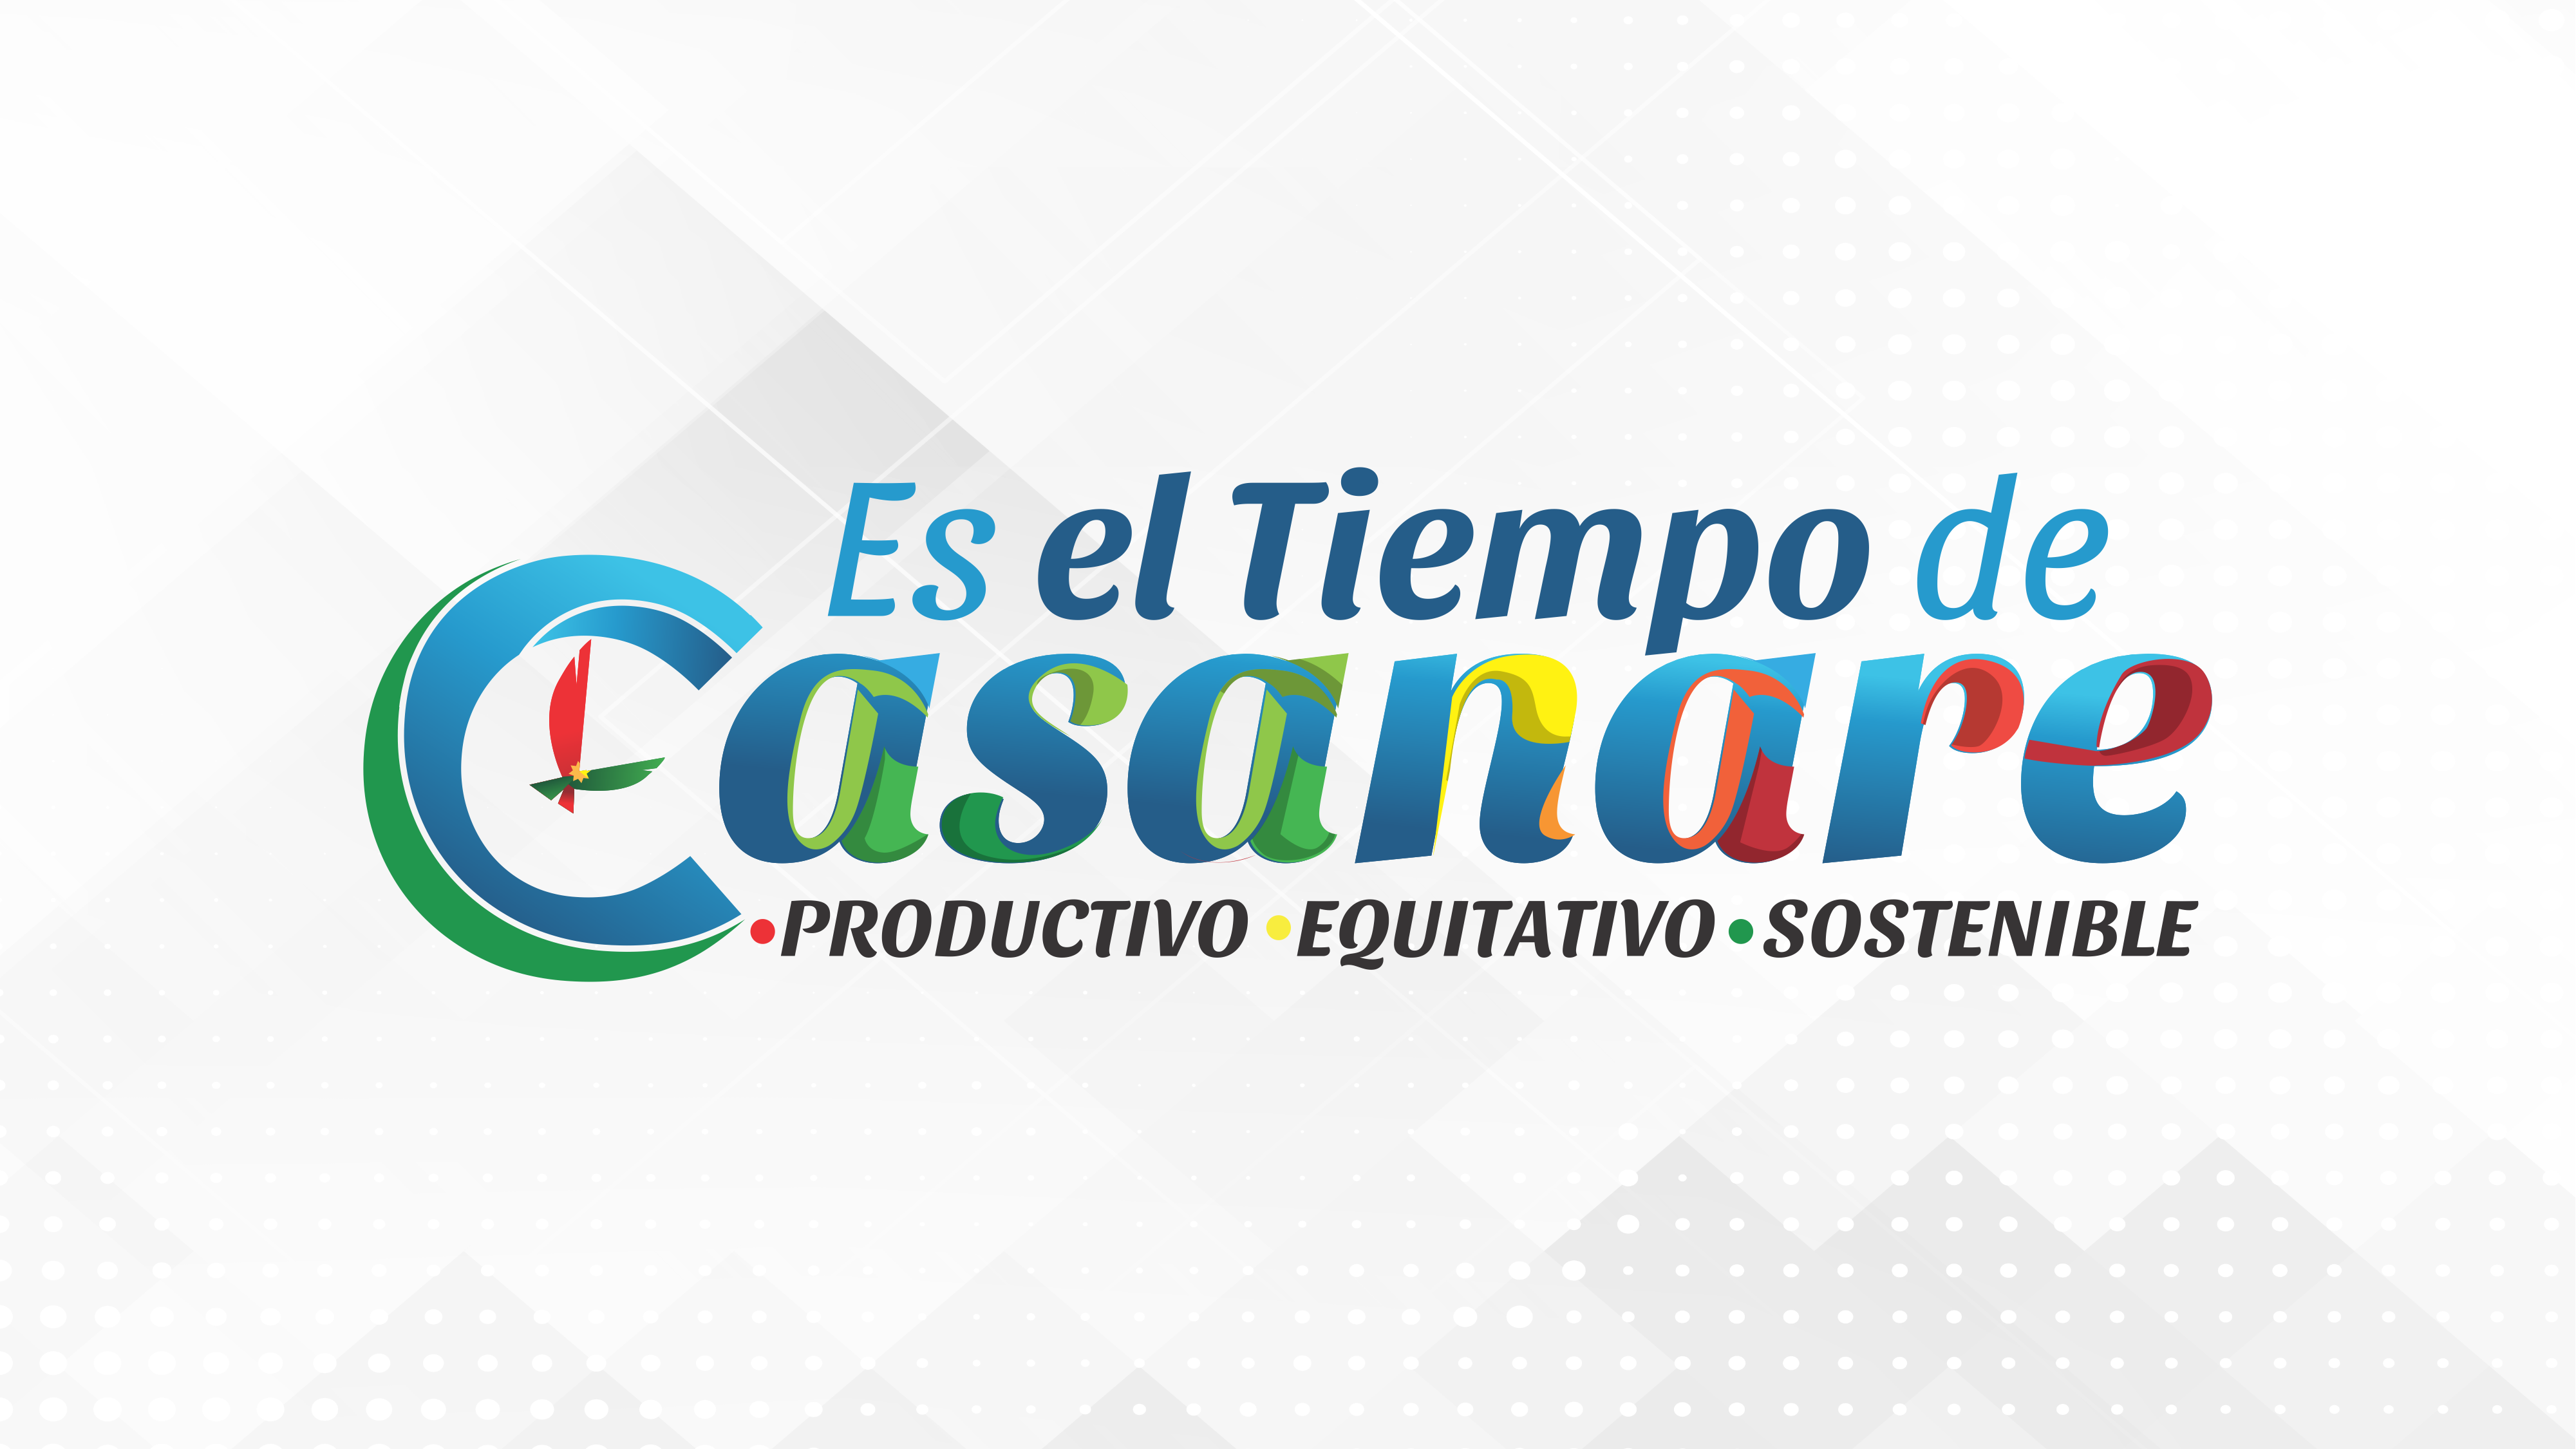 Es el Tiempo de
Casanare
•PRODUCTIVO •EQUITATIVO •SOSTENIBLE